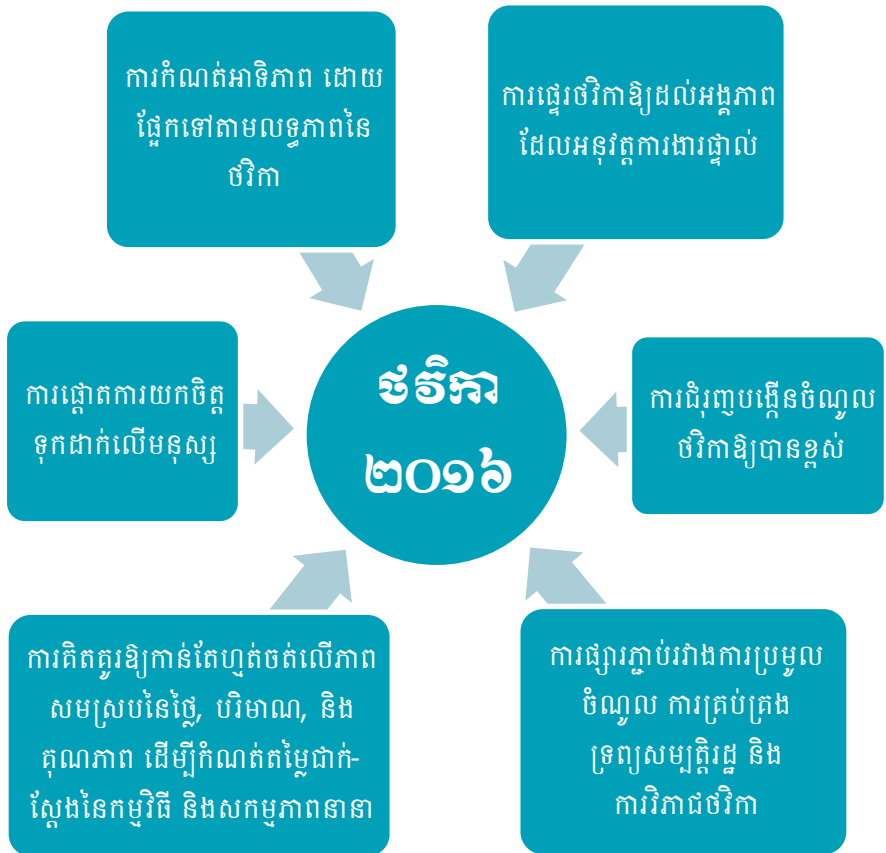 ការកំណត់អាទិភាព ដោយ
ផ្អែកទៅតាមលទ្ធភាពនៃ
ថវិកា
ការផ្ទេរថវិកាឱ្យដល់អង្គភាព
ដែលអនុវត្តការងារផ្ទាល់
ការផ្តោតការយកចិត្ត
ទុកដាក់លើមនុស្ស
ថវិកា
២០១៦
ការជំរុញបង្កើនចំណូល
ថវិកាឱ្យបានខ្ពស់
ការគិតគូរឱ្យកាន់តែហ្មត់ចត់លើភាព
សមស្របនៃថ្លៃ, បរិមាណ, និង
គុណភាព ដើម្បីកំណត់តម្លៃជាក់-
ស្តែងនៃកម្មវិធី និងសកម្មភាពនានា
ការផ្សារភ្ជាប់រវាងការប្រមូល
ចំណូល ការគ្រប់គ្រង
ទ្រព្យសម្បត្តិរដ្ឋ និង
ការវិភាជថវិកា